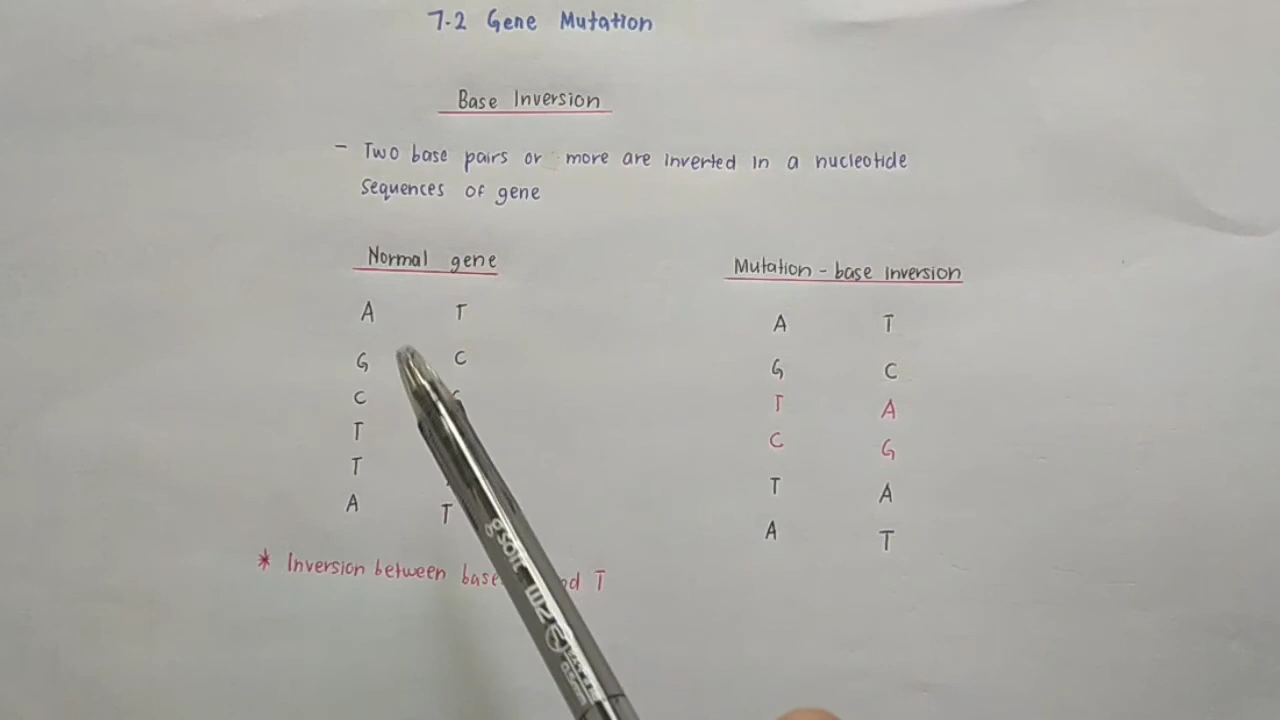 7.2 Gene Mutation
Base Inversion
- Two base pairs or more are inverted in a nucleotide
sequences of gene
Normal gene
A T
G C
C
T
T
A T
* Inversion between base T
Mutation - base inversion
A T
G C
T A
C G
T A
A T